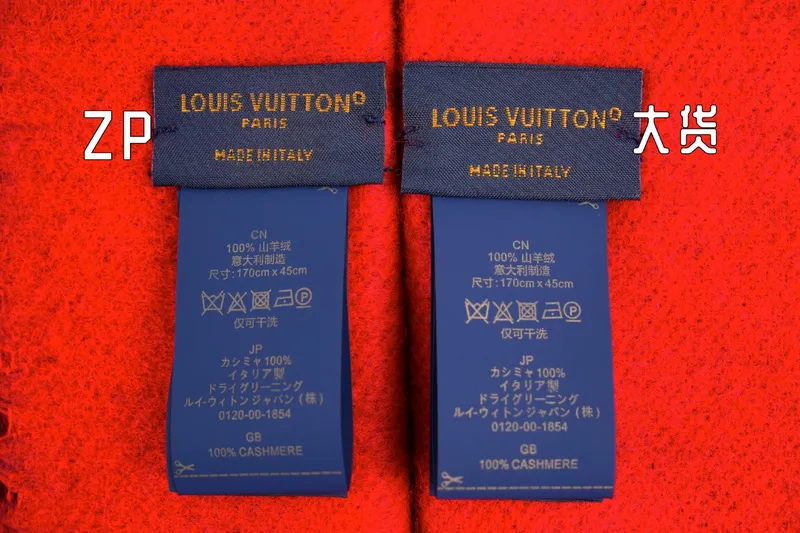 ZP
LOUIS VUITTON®
PARIS
MADE IN ITALY
CN
100% 山羊绒
意大利制造
尺寸:170cm x 45cm
仅可干洗
JP
カシミャ100%
イタリア製
ドライグリーニング
ルイ-ウィトンジャパン (株)
0120-00-1854
GB
100% CASHMERE
LOUIS VUITTON®
PARIS
MADE IN ITALY
大货
CN
100% 山羊绒
意大利制造
尺寸:170cm x 45cm
仅可干洗
JP
カシミャ100%
イタリア製
ドライグリーニング
ルイ-ウィトンジャパン (株)
0120-00-1854
GB
100% CASHMERE